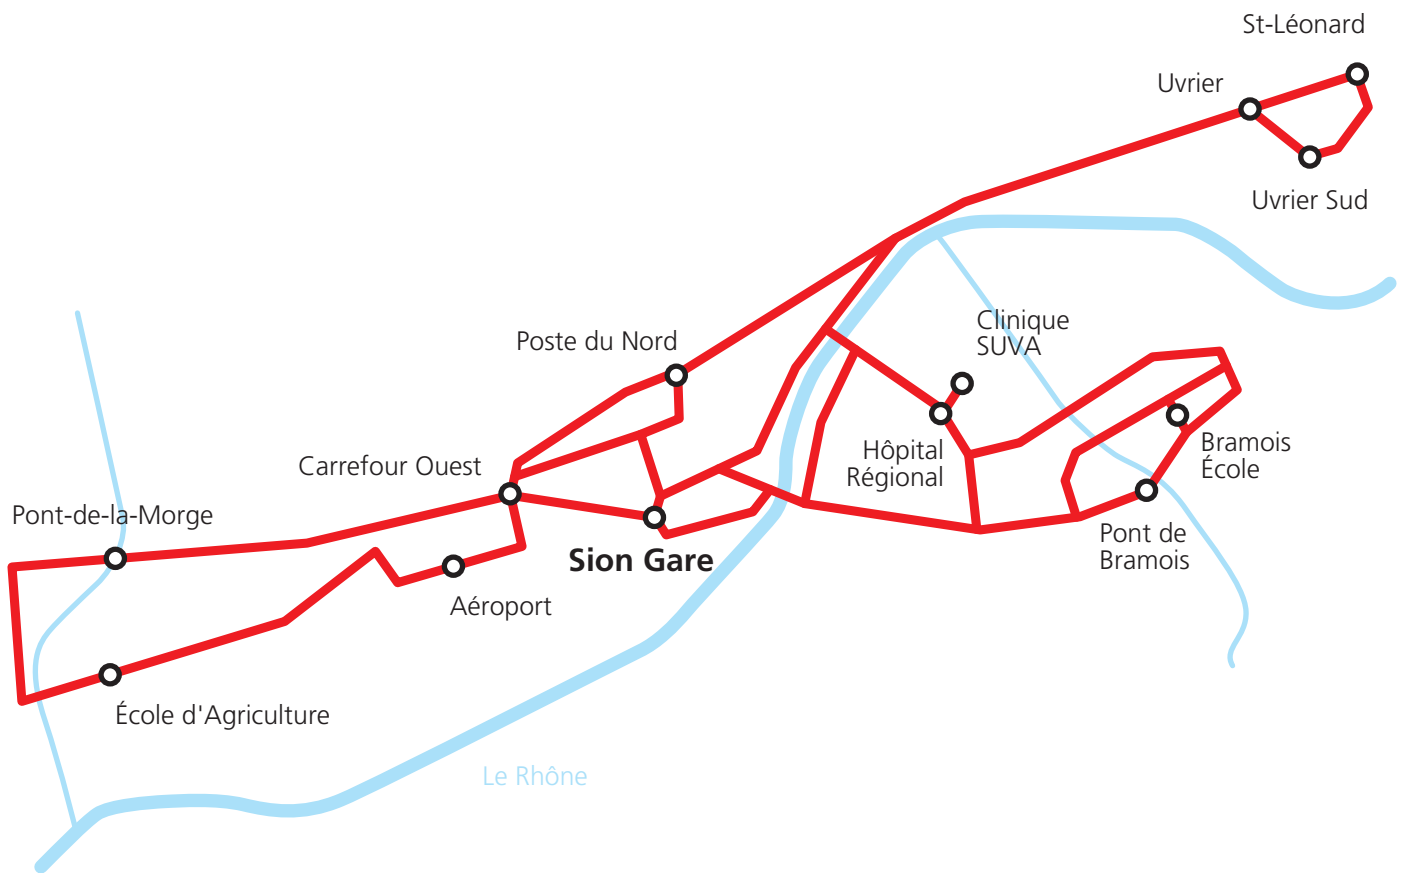 St-Léonard
Uvrier
Uvrier Sud
Clinique
SUVA
Poste du Nord
Hôpital
Régional
Bramois
École
Carrefour Ouest
Pont-de-la-Morge
Pont de
Bramois
Sion Gare
Aéroport
École d'Agriculture
Le Rhône